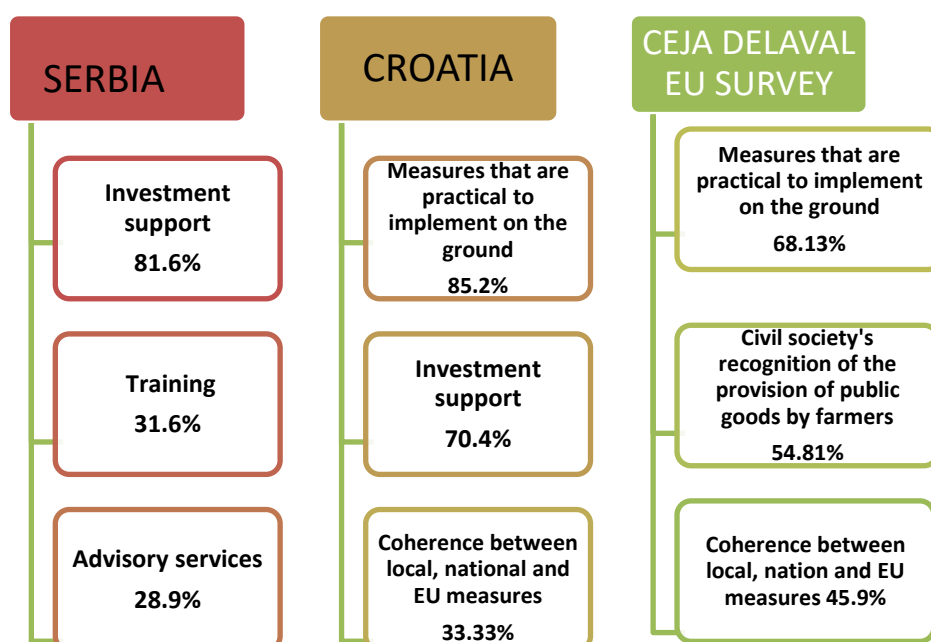 SERBIA
Investment
support
81.6%
Training
31.6%
Advisory services
28.9%
CROATIA
Measures that are
practical to
implement on the
ground
85.2%
Investment
support
70.4%
Coherence between
local, national and
EU measures
33.33%
CEJA DELAVAL
EU SURVEY
Measures that are
practical to implement
on the ground
68.13%
Civil society's
recognition of the
provision of public
goods by farmers
54.81%
Coherence between
local, nation and EU
measures 45.9%